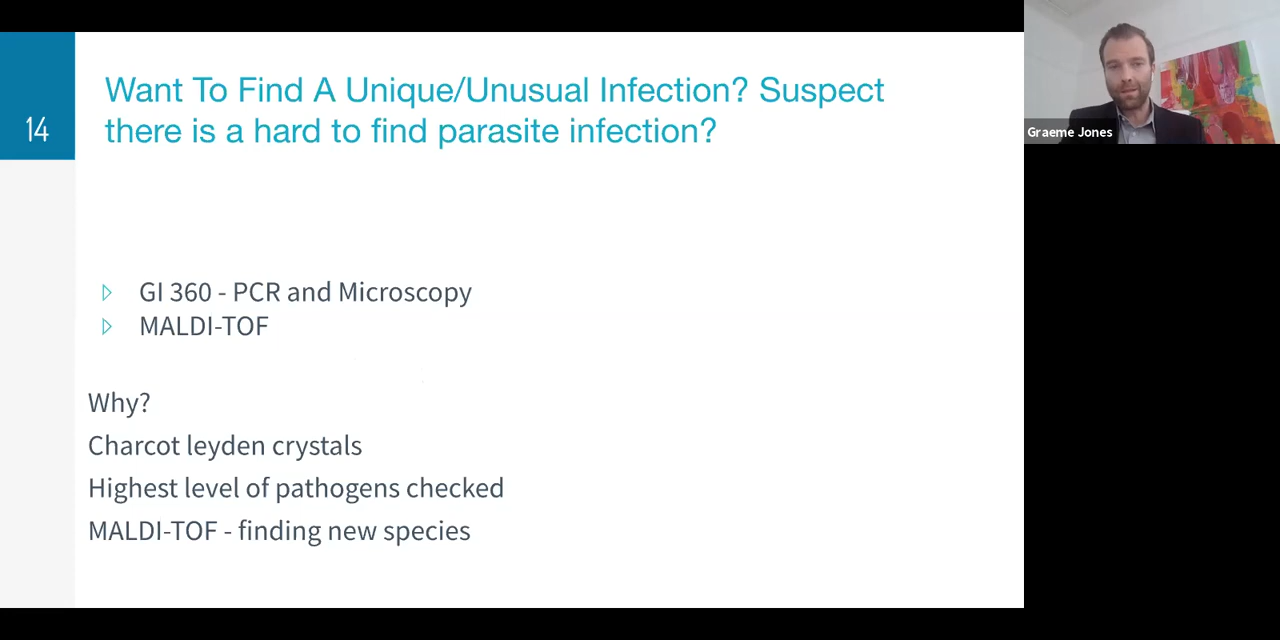 14
Want To Find A Unique/Unusual Infection? Suspect
there is a hard to find parasite infection?
GI 360 - PCR and Microscopy
MALDI-TOF
Why?
Charcot leyden crystals
Highest level of pathogens checked
MALDI-TOF - finding new species
Graeme Jones